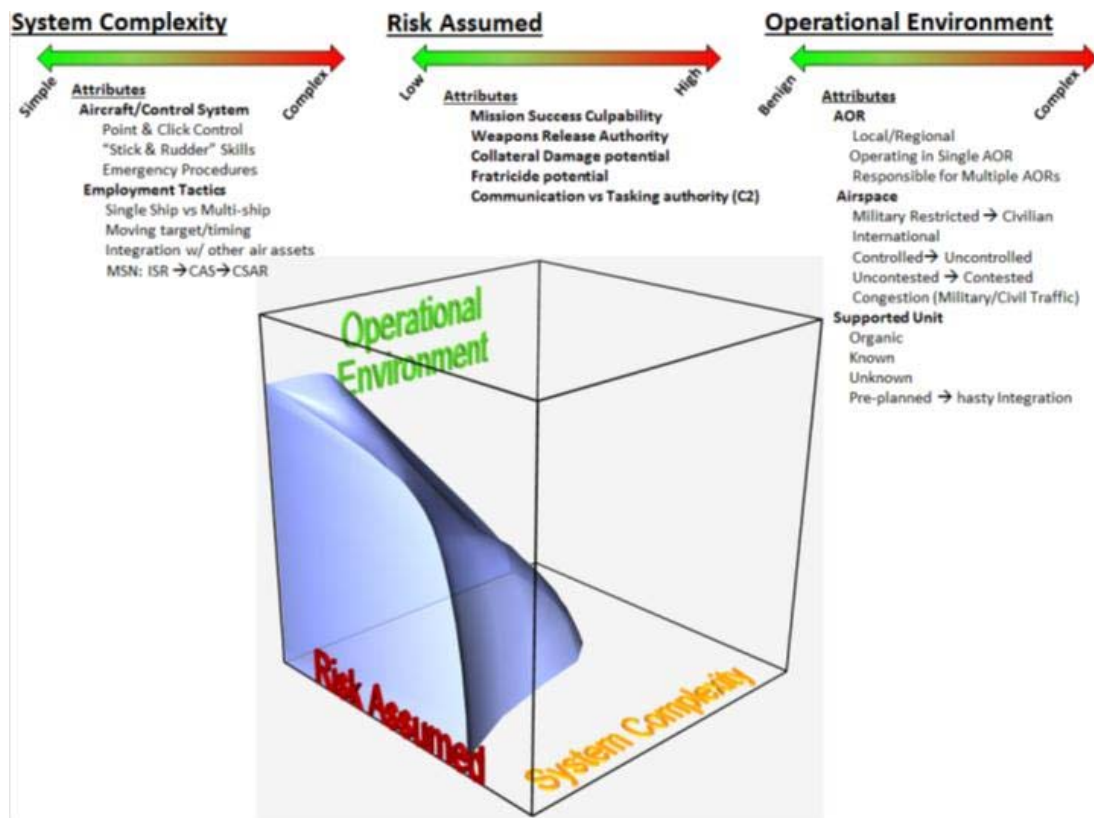 System Complexity
Simple
Complex
Attributes
Aircraft/Control System
Point & Click Control
"Stick & Rudder" Skills
Emergency Procedures
Employment Tactics
Single Ship vs Multi-ship
Moving target/timing
Integration w/ other air assets
MSN: ISR → CAS → CSAR
Risk Assumed
Low
High
Attributes
Mission Success Culpability
Weapons Release Authority
Collateral Damage potential
Fratricide potential
Communication vs Tasking authority (C2)
Operational Environment
Benign
Complex
Attributes
AOR
Local/Regional
Operating in Single AOR
Responsible for Multiple AORs
Airspace
Military Restricted → Civilian
International
Controlled → Uncontrolled
Uncontested → Contested
Congestion (Military/Civil Traffic)
Supported Unit
Organic
Known
Unknown
Pre-planned → hasty Integration
Operational
Environment
Risk Assumed
System Complexity